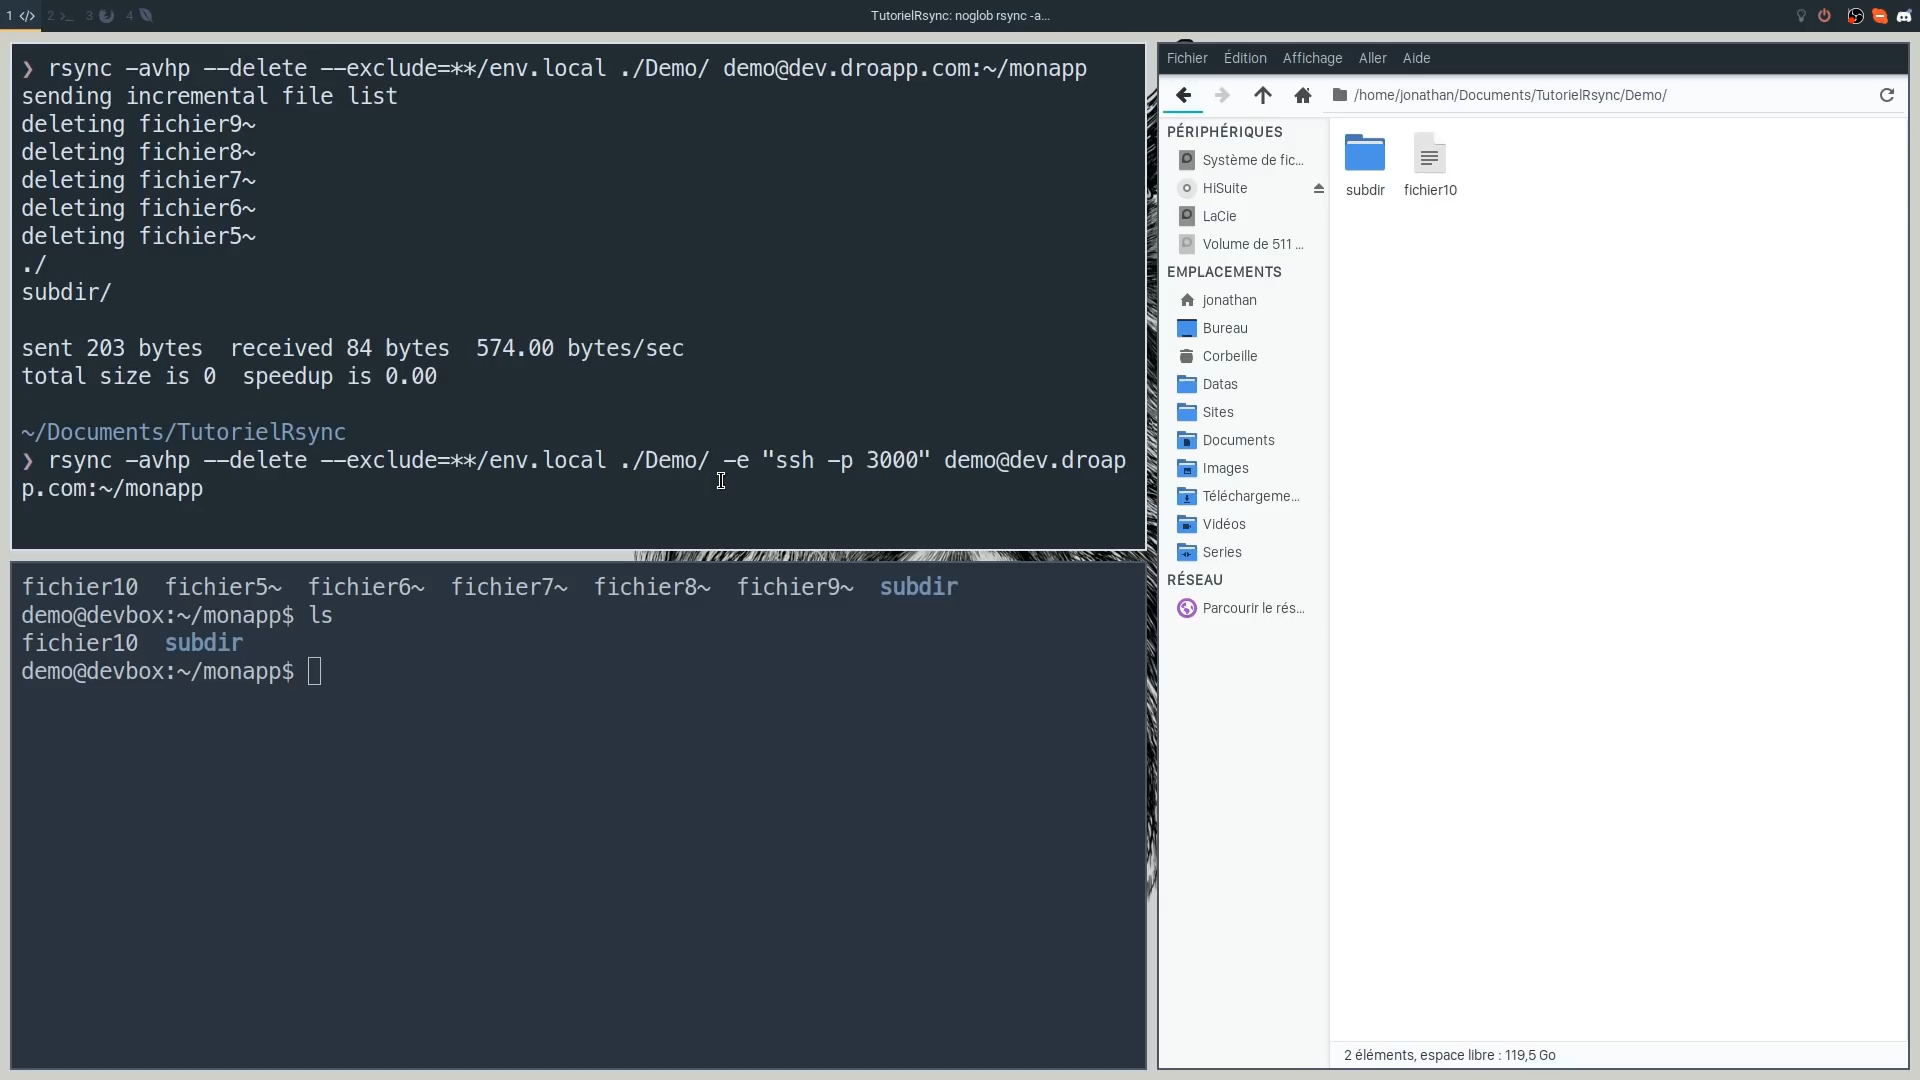 1 </> 2 >_ 3 4
TutorielRsync: noglob rsync -a...
❯ rsync -avhp --delete --exclude=**/env.local ./Demo/ demo@dev.droapp.com:~/monapp
sending incremental file list
deleting fichier9~
deleting fichier8~
deleting fichier7~
deleting fichier6~
deleting fichier5~
./
subdir/
sent 203 bytes  received 84 bytes  574.00 bytes/sec
total size is 0  speedup is 0.00
~/Documents/TutorielRsync
❯ rsync -avhp --delete --exclude=**/env.local ./Demo/ -e "ssh -p 3000" demo@dev.droap
p.com:~/monapp
fichier10  fichier5~  fichier6~  fichier7~  fichier8~  fichier9~  subdir
demo@devbox:~/monapp$ ls
fichier10  subdir
demo@devbox:~/monapp$
Fichier Édition Affichage Aller Aide
/home/jonathan/Documents/TutorielRsync/Demo/
PÉRIPHÉRIQUES
Système de fic...
HiSuite
LaCie
Volume de 511 ...
EMPLACEMENTS
jonathan
Bureau
Corbeille
Datas
Sites
Documents
Images
Téléchargeme...
Vidéos
Series
RÉSEAU
Parcourir le rés...
subdir fichier10
2 éléments, espace libre : 119,5 Go